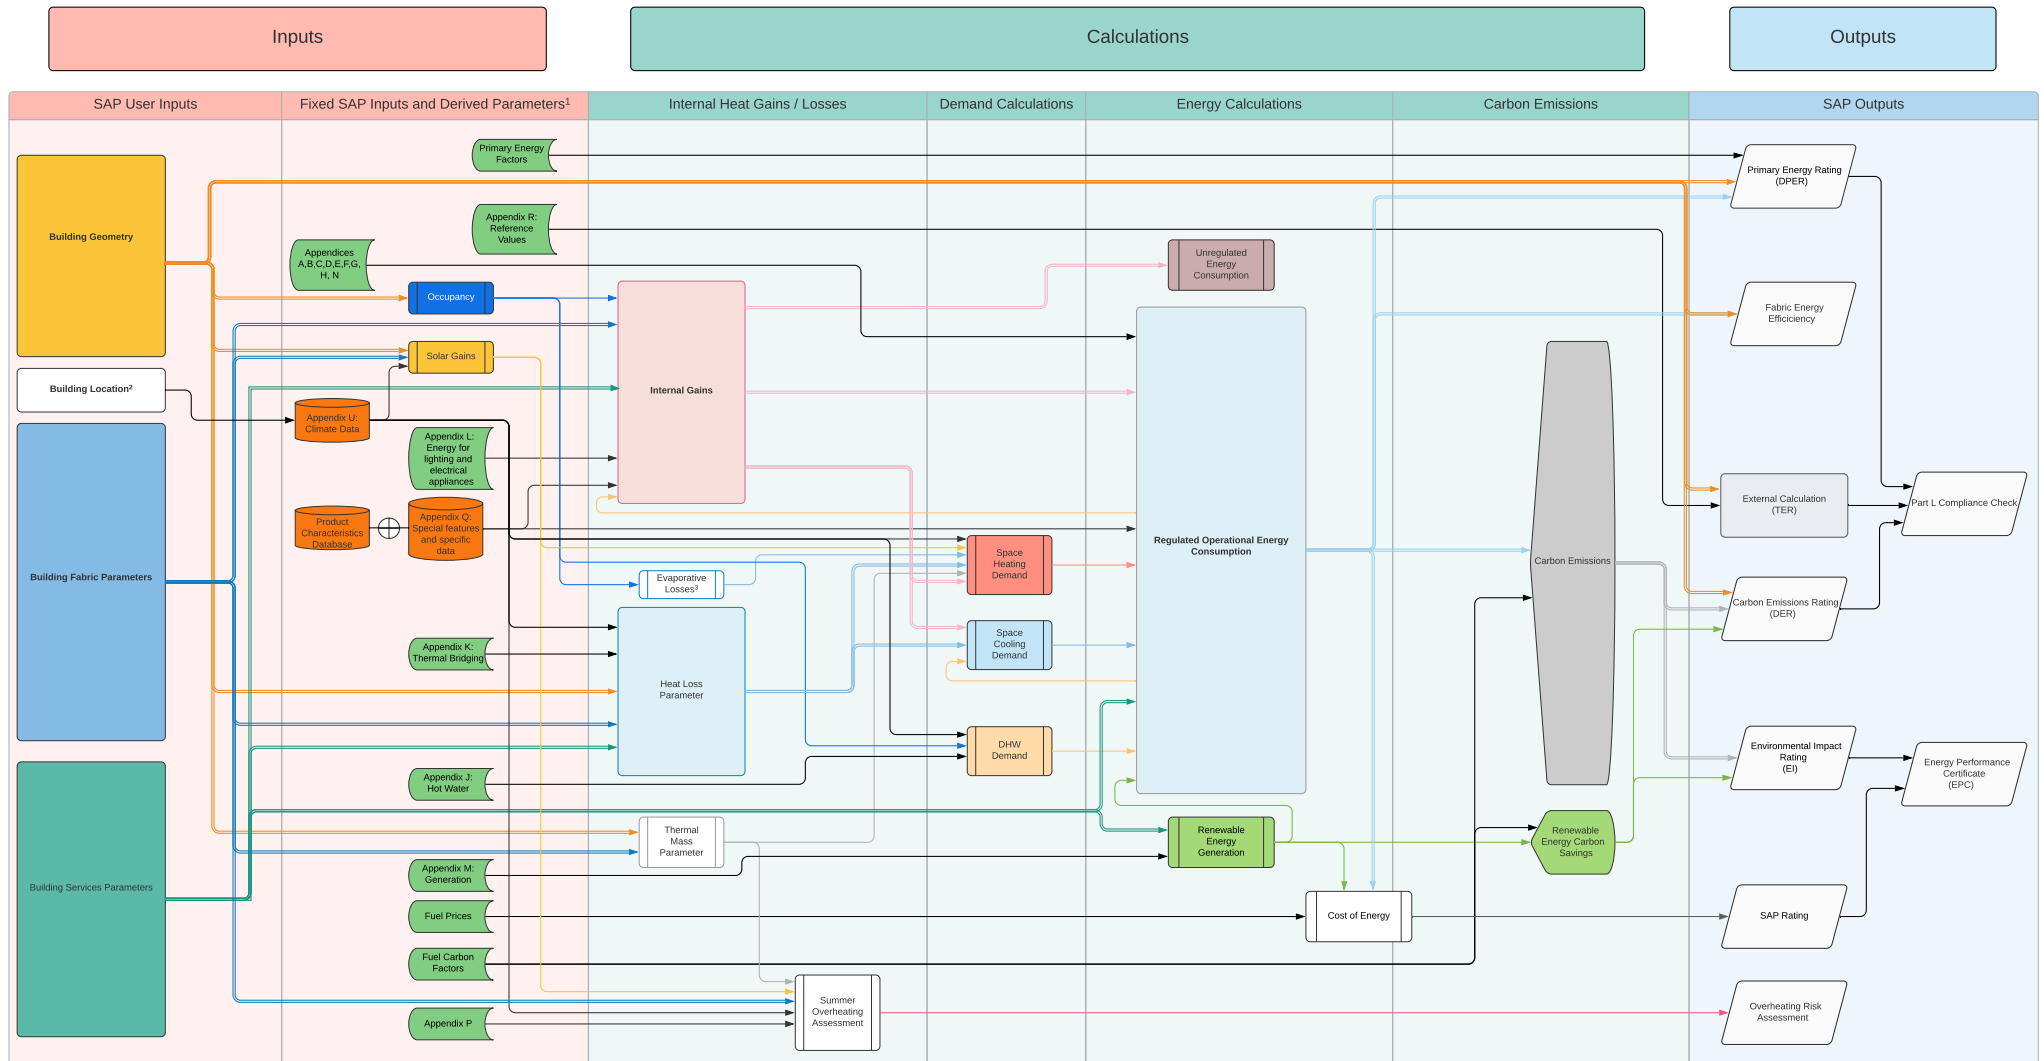 Inputs
Calculations
Outputs
SAP User Inputs
Fixed SAP Inputs and Derived Parameters¹
Internal Heat Gains / Losses
Demand Calculations
Energy Calculations
Carbon Emissions
SAP Outputs
Building Geometry
Building Location²
Building Fabric Parameters
Building Services Parameters
Primary Energy
Factors
Appendix R:
Reference
Values
Appendices
A,B,C,D,E,F,G,
H, N
Occupancy
Solar Gains
Appendix U:
Climate Data
Appendix L:
Energy for
lighting and
electrical
appliances
Product
Characteristics
Database
Appendix Q:
Special features
and specific
data
Appendix K:
Thermal Bridging
Appendix J:
Hot Water
Appendix M:
Generation
Fuel Prices
Fuel Carbon
Factors
Appendix P
Internal Gains
Evaporative
Losses³
Heat Loss
Parameter
Thermal
Mass
Parameter
Summer
Overheating
Assessment
Space
Heating
Demand
Space
Cooling
Demand
DHW
Demand
Unregulated
Energy
Consumption
Regulated Operational Energy
Consumption
Renewable
Energy
Generation
Cost of Energy
Carbon Emissions
Renewable
Energy Carbon
Savings
Primary Energy Rating
(DPER)
Fabric Energy
Efficiciency
External Calculation
(TER)
Part L Compliance Check
Carbon Emissions Rating
(DER)
Environmental Impact
Rating
(EI)
Energy Performance
Certificate
(EPC)
SAP Rating
Overheating Risk
Assessment